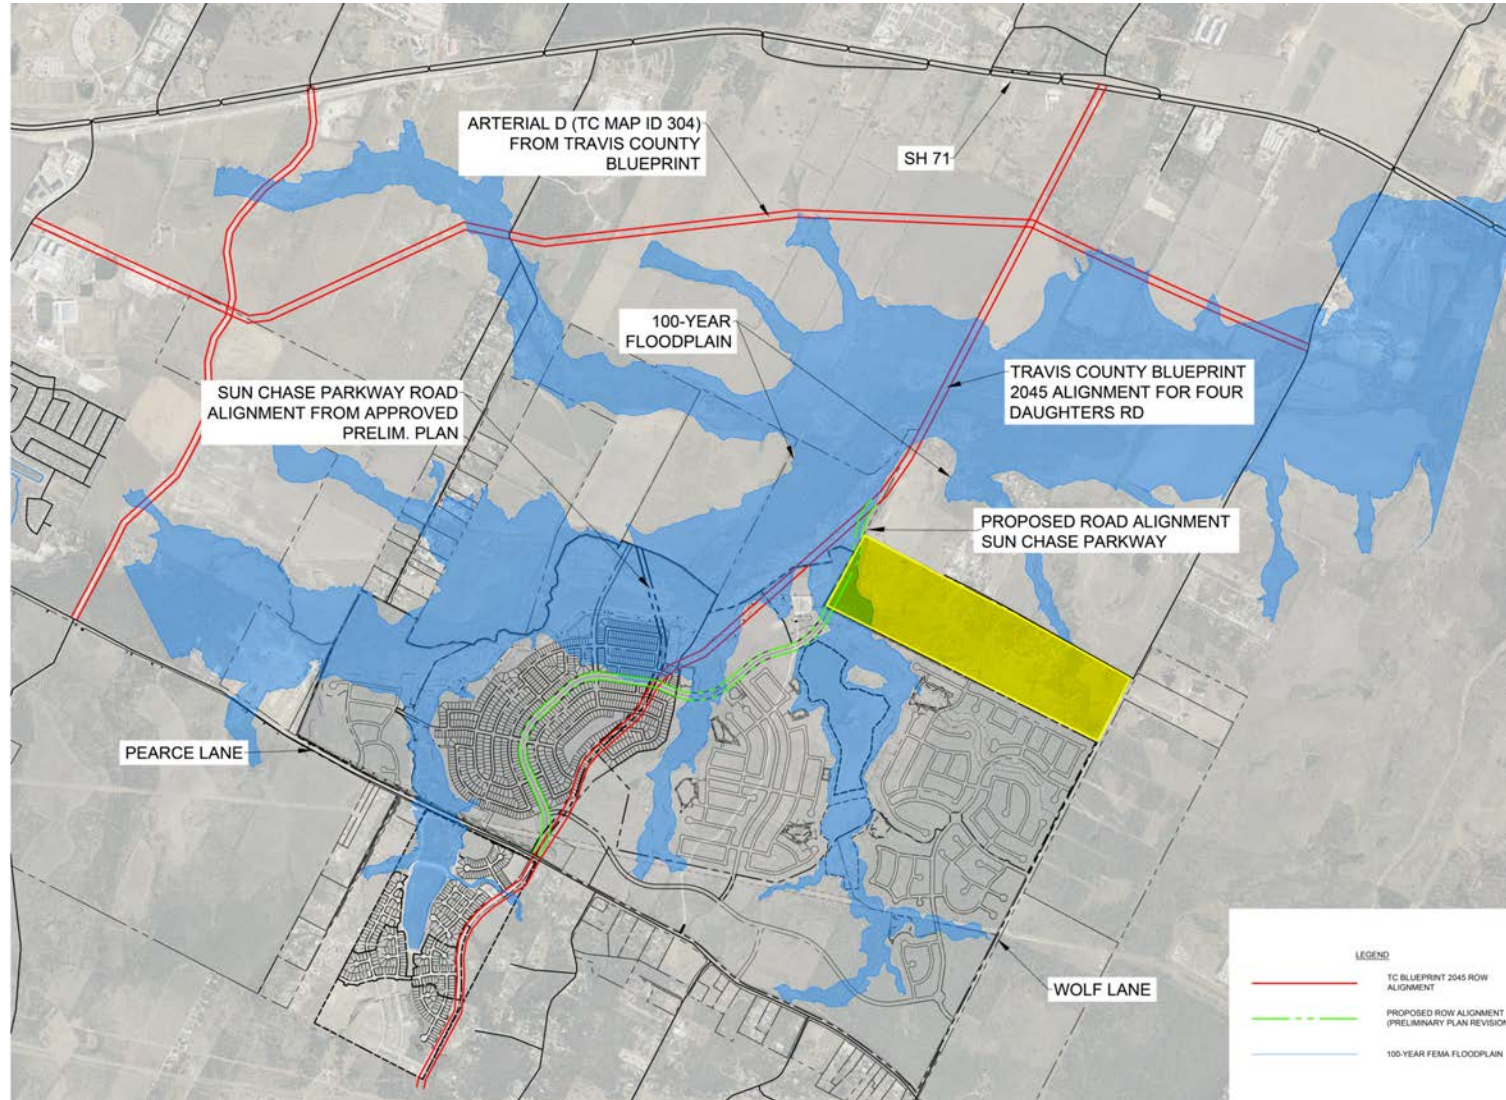 ARTERIAL D (TC MAP ID 304)
FROM TRAVIS COUNTY
BLUEPRINT
SH 71
100-YEAR
FLOODPLAIN
SUN CHASE PARKWAY ROAD
ALIGNMENT FROM APPROVED
PRELIM. PLAN
TRAVIS COUNTY BLUEPRINT
2045 ALIGNMENT FOR FOUR
DAUGHTERS RD
PROPOSED ROAD ALIGNMENT
SUN CHASE PARKWAY
PEARCE LANE
WOLF LANE
LEGEND
TC BLUEPRINT 2045 ROW
ALIGNMENT
PROPOSED ROW ALIGNMENT
(PRELIMINARY PLAN REVISION
100-YEAR FEMA FLOODPLAIN